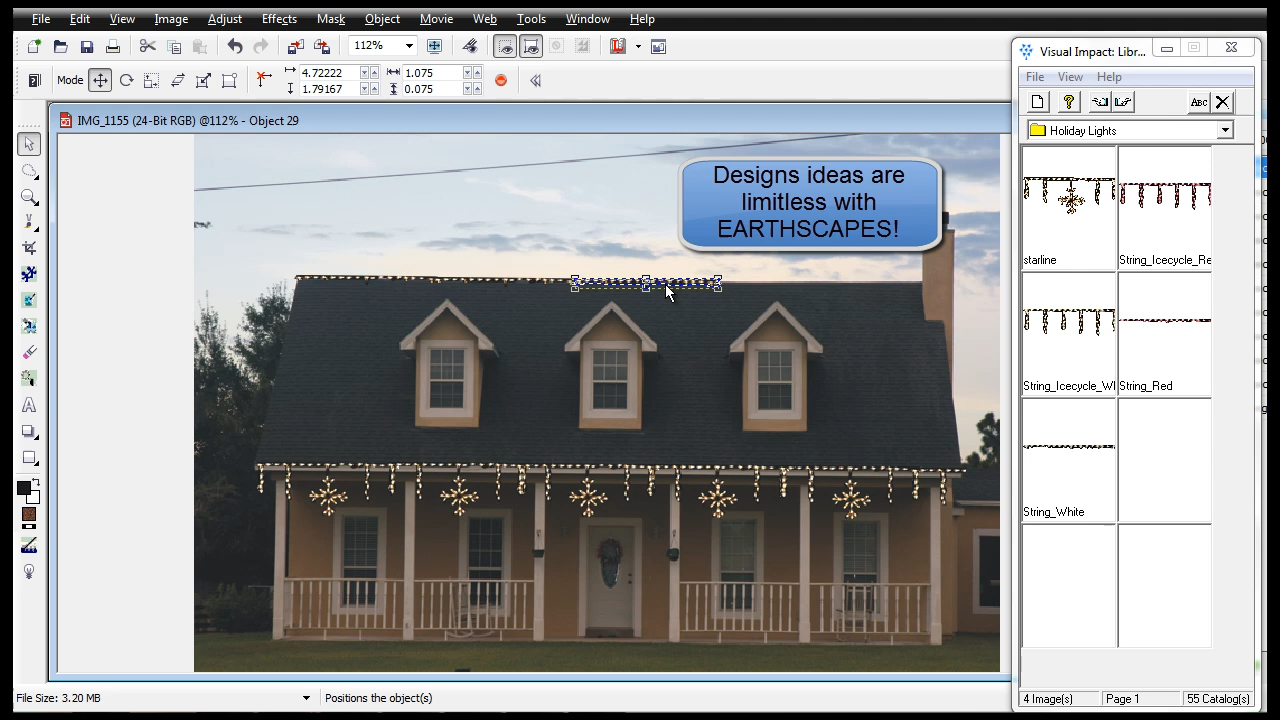 File Edit View Image Adjust Effects Mask Object Movie Web Tools Window Help
112%
Mode
4.72222
1.79167
1.075
0.075
IMG_1155 (24-Bit RGB) @112% - Object 29
Designs ideas are
limitless with
EARTHSCAPES!
Visual Impact: Libr...
File View Help
Abc
Holiday Lights
starline
String_Icecycle_Re
String_Icecycle_WI
String_Red
String_White
File Size: 3.20 MB
Positions the object(s)
4 Image(s)
Page 1
55 Catalog(s)